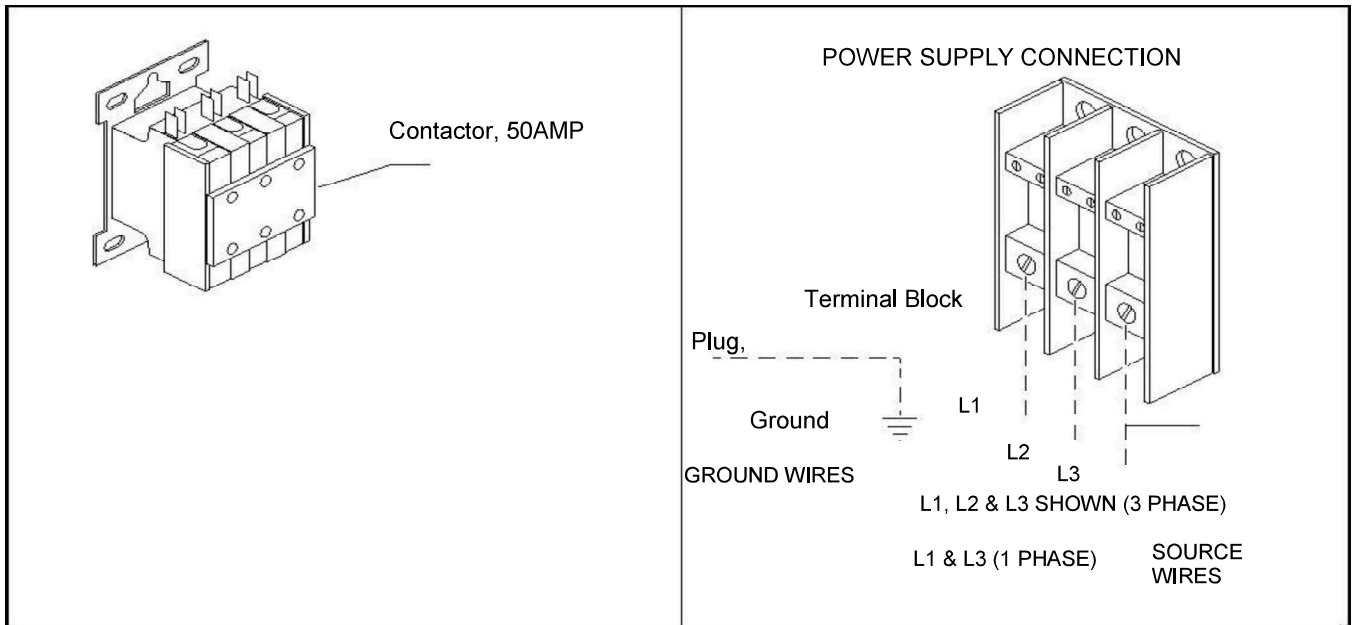 Contactor, 50AMP
POWER SUPPLY CONNECTION
Terminal Block
Plug,
Ground
GROUND WIRES
L1
L2
L3
L1, L2 & L3 SHOWN (3 PHASE)
L1 & L3 (1 PHASE)
SOURCE
WIRES